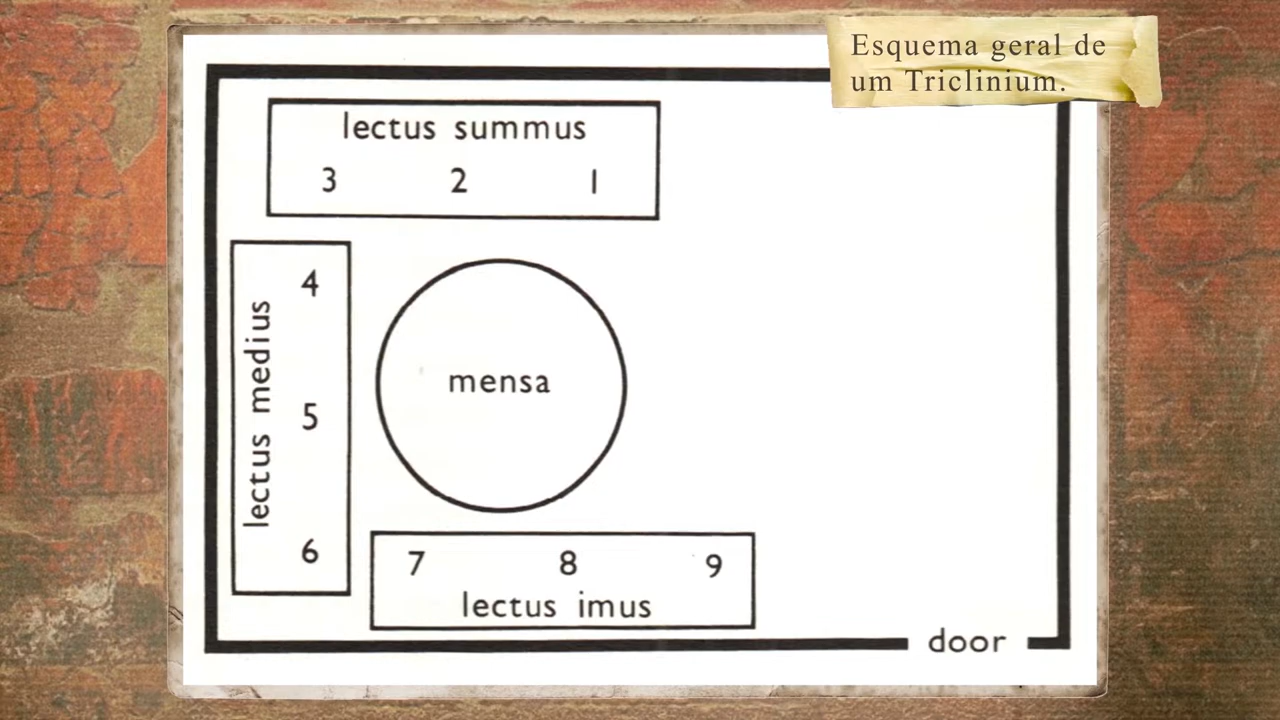 Esquema geral de
um Triclinium.
lectus summus
3 2 1
lectus medius
4
5
6
mensa
7 8 9
lectus imus
door